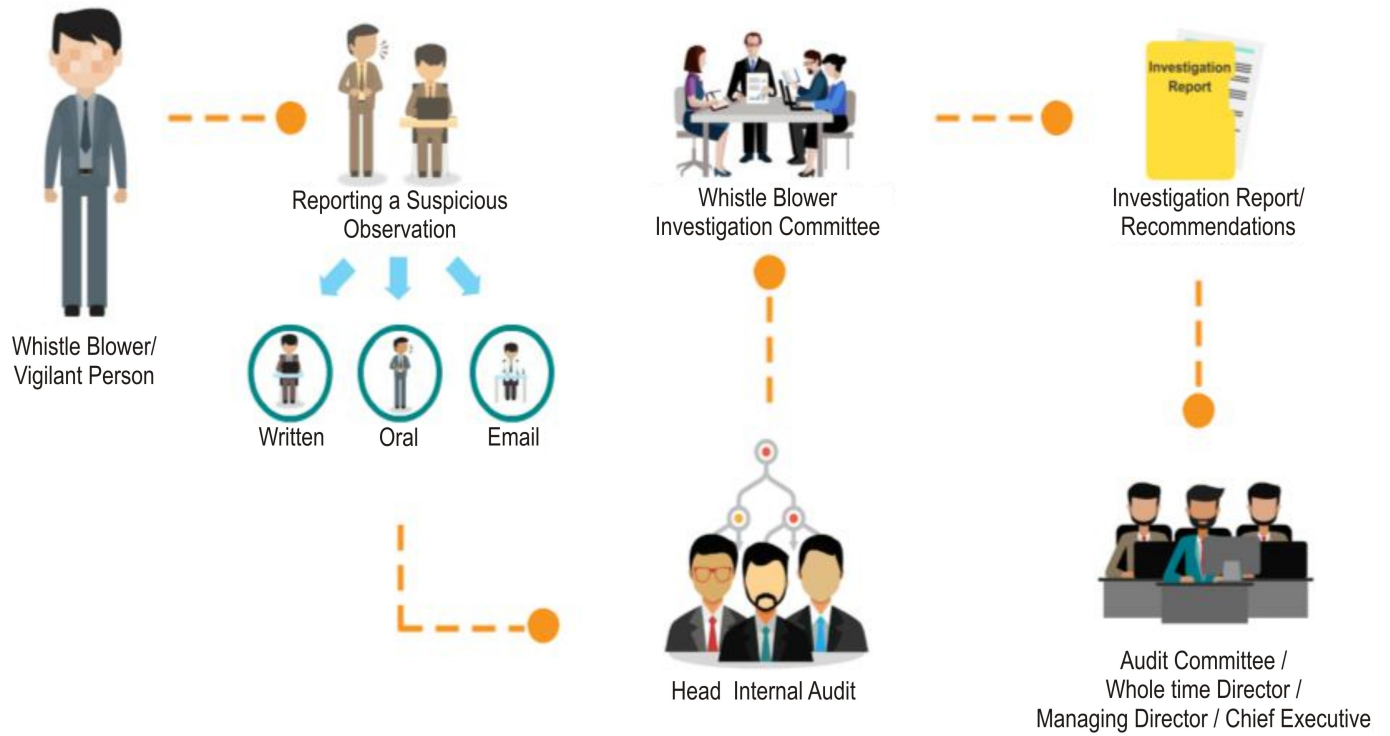 Whistle Blower/
Vigilant Person
Reporting a Suspicious
Observation
Written
Oral
Email
Head Internal Audit
Whistle Blower
Investigation Committee
Investigation
Report
Investigation Report/
Recommendations
Audit Committee /
Whole time Director /
Managing Director / Chief Executive